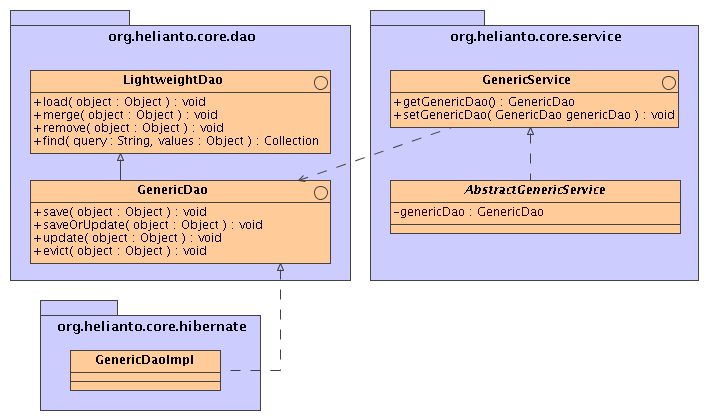 org.helianto.core.dao
LightweightDao
+load( object : Object ) : void
+merge( object : Object ) : void
+remove( object : Object ) : void
+find( query : String, values : Object ) : Collection
GenericDao
+save( object : Object ) : void
+saveOrUpdate( object : Object ) : void
+update( object : Object ) : void
+evict( object : Object ) : void
org.helianto.core.service
GenericService
+getGenericDao() : GenericDao
+setGenericDao( GenericDao genericDao ) : void
AbstractGenericService
-genericDao : GenericDao
org.helianto.core.hibernate
GenericDaoImpl